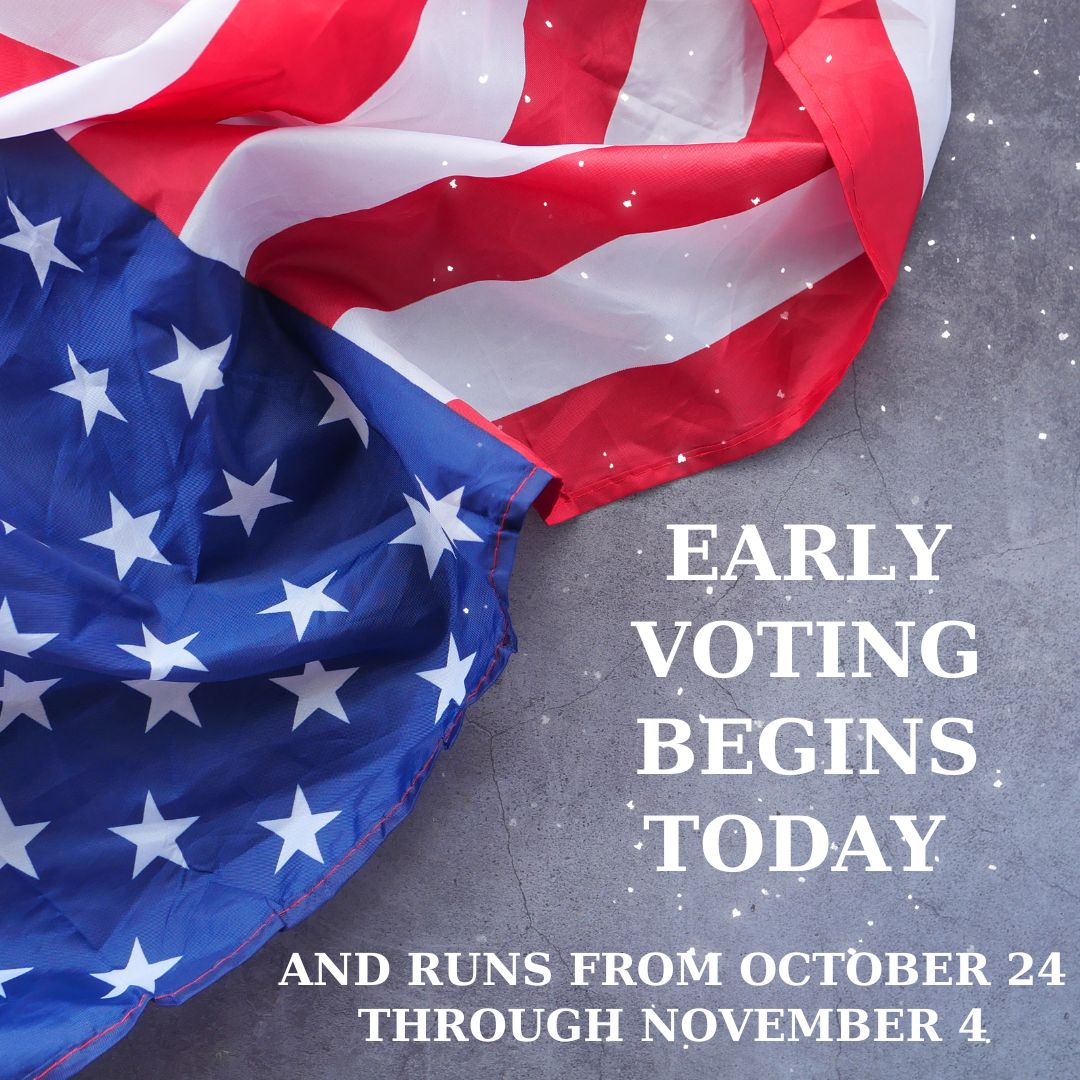 EARLY
VOTING
BEGINS
TODAY
AND RUNS FROM OCTOBER 24
THROUGH NOVEMBER 4